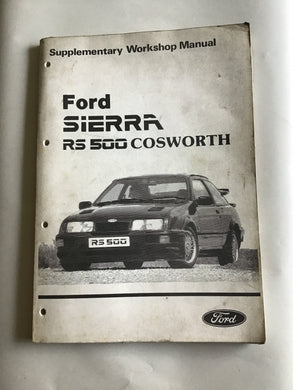 Supplementary Workshop Manual
Ford
SIERRA
RS 500 COSWORTH
RS 500
Ford